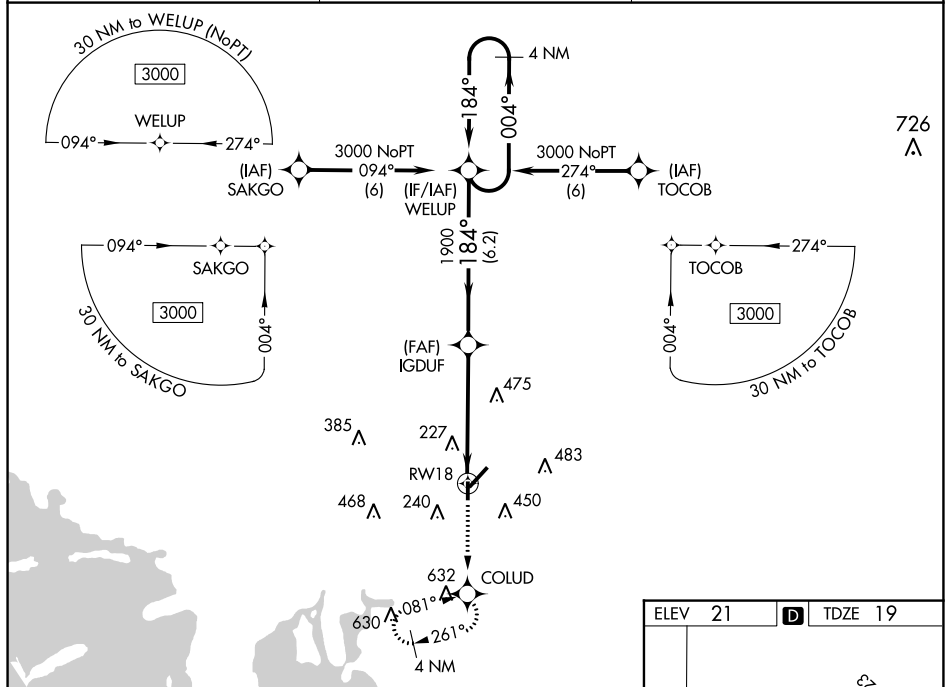 30 NM to WELUP (NoPT)
3000
WELUP
094°
274°
4 NM
184°
004°
726
3000 NoPT
094°
(6)
(IAF)
SAKGO
(IF/IAF)
WELUP
3000 NoPT
274°
(6)
(IAF)
TOCOB
1900
184°
(6.2)
094°
SAKGO
3000
004°
30 NM to SAKGO
274°
TOCOB
3000
004°
30 NM to TOCOB
(FAF)
IGDUF
475
385
227
483
RW18
468
240
450
632
COLUD
630
081°
261°
4 NM
ELEV 21 D TDZE 19
23